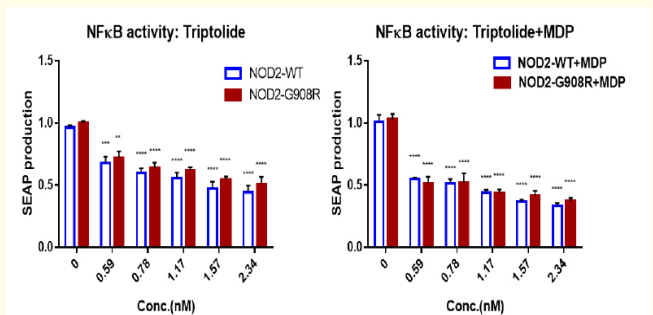 NFκB activity: Triptolide
NOD2-WT
NOD2-G908R
SEAP production
1.5
1.0
0.5
0.0
*** ** **** **** **** **** **** **** **** ****
0 0.59 0.78 1.17 1.57 2.34
Conc.(nM)
NFκB activity: Triptolide+MDP
NOD2-WT+MDP
NOD2-G908R+MDP
SEAP production
1.5
1.0
0.5
0.0
**** **** **** **** **** **** **** **** **** ****
0 0.59 0.78 1.17 1.57 2.34
Conc.(nM)